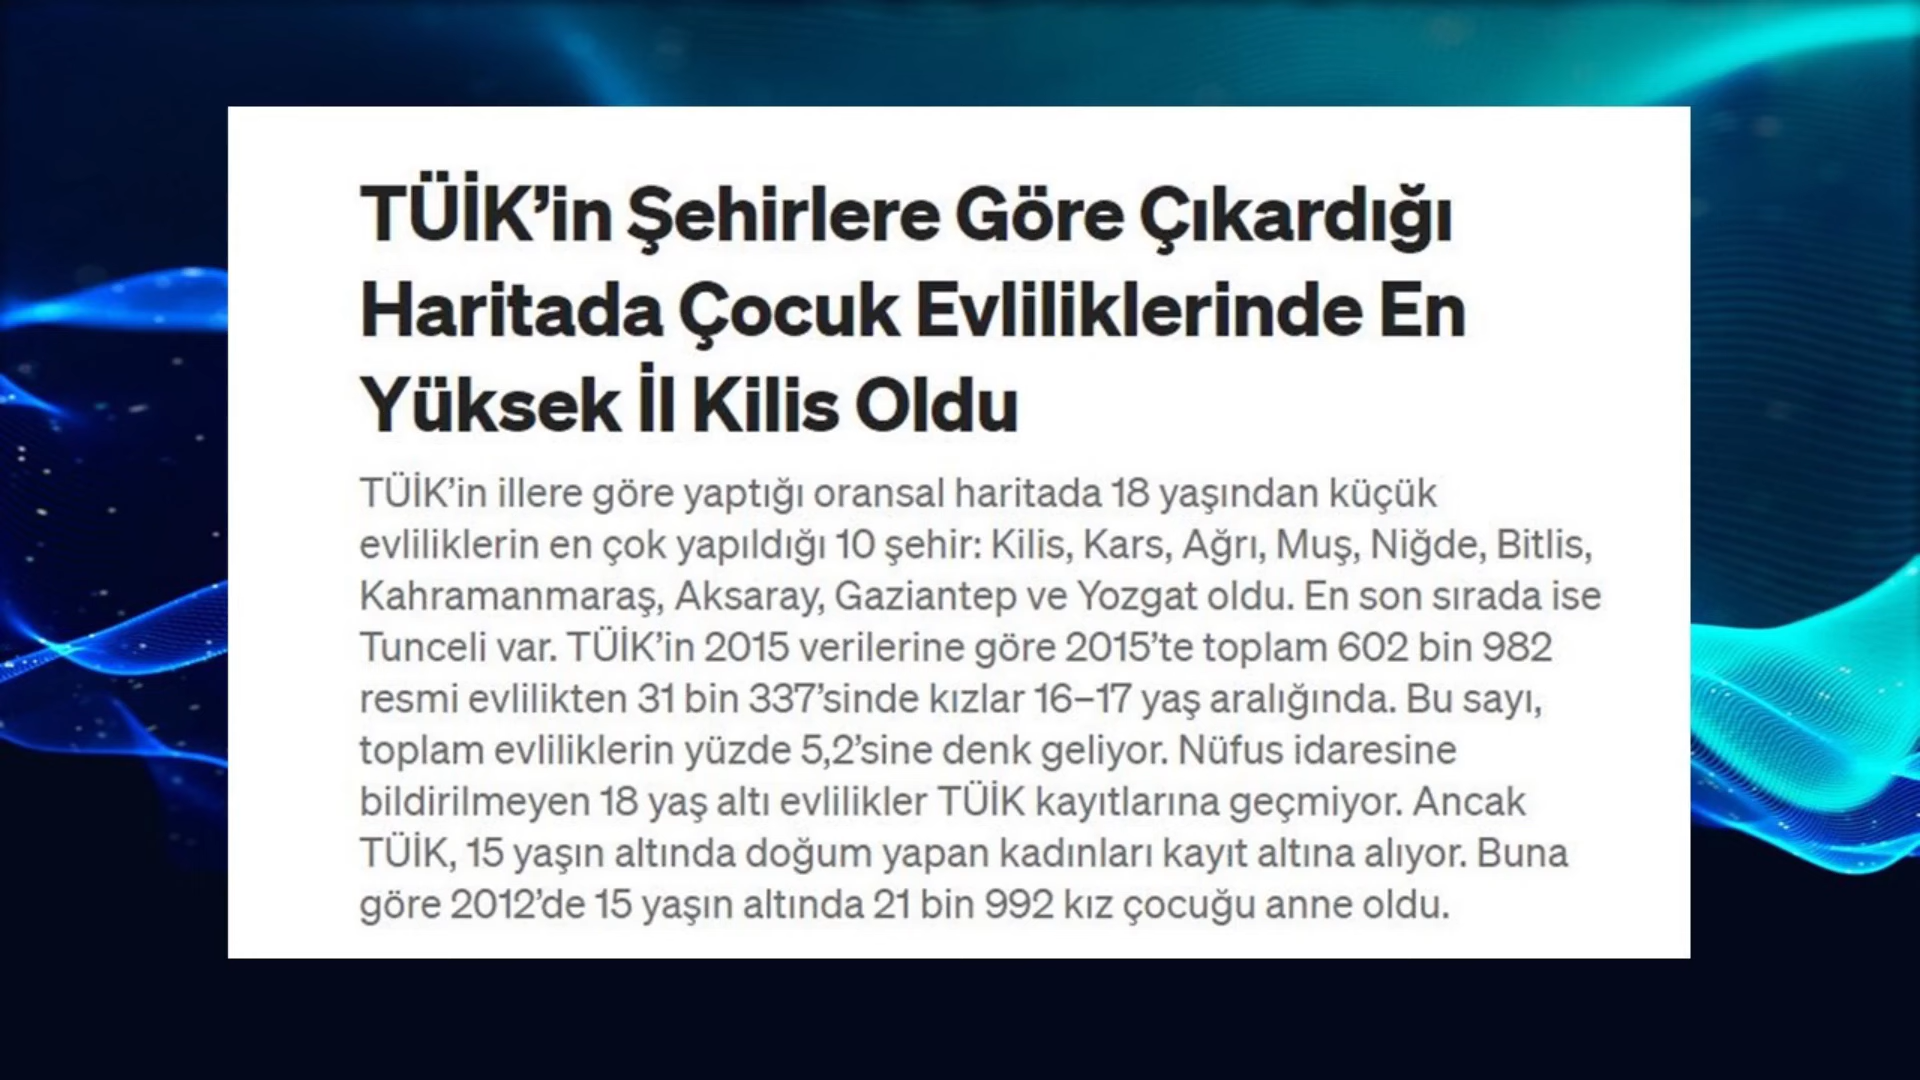 TÜİK’in Şehirlere Göre Çıkardığı
Haritada Çocuk Evliliklerinde En
Yüksek İl Kilis Oldu
TÜİK’in illere göre yaptığı oransal haritada 18 yaşından küçük
evliliklerin en çok yapıldığı 10 şehir: Kilis, Kars, Ağrı, Muş, Niğde, Bitlis,
Kahramanmaraş, Aksaray, Gaziantep ve Yozgat oldu. En son sırada ise
Tunceli var. TÜİK’in 2015 verilerine göre 2015’te toplam 602 bin 982
resmi evlilikten 31 bin 337’sinde kızlar 16–17 yaş aralığında. Bu sayı,
toplam evliliklerin yüzde 5,2’sine denk geliyor. Nüfus idaresine
bildirilmeyen 18 yaş altı evlilikler TÜİK kayıtlarına geçmiyor. Ancak
TÜİK, 15 yaşın altında doğum yapan kadınları kayıt altına alıyor. Buna
göre 2012’de 15 yaşın altında 21 bin 992 kız çocuğu anne oldu.